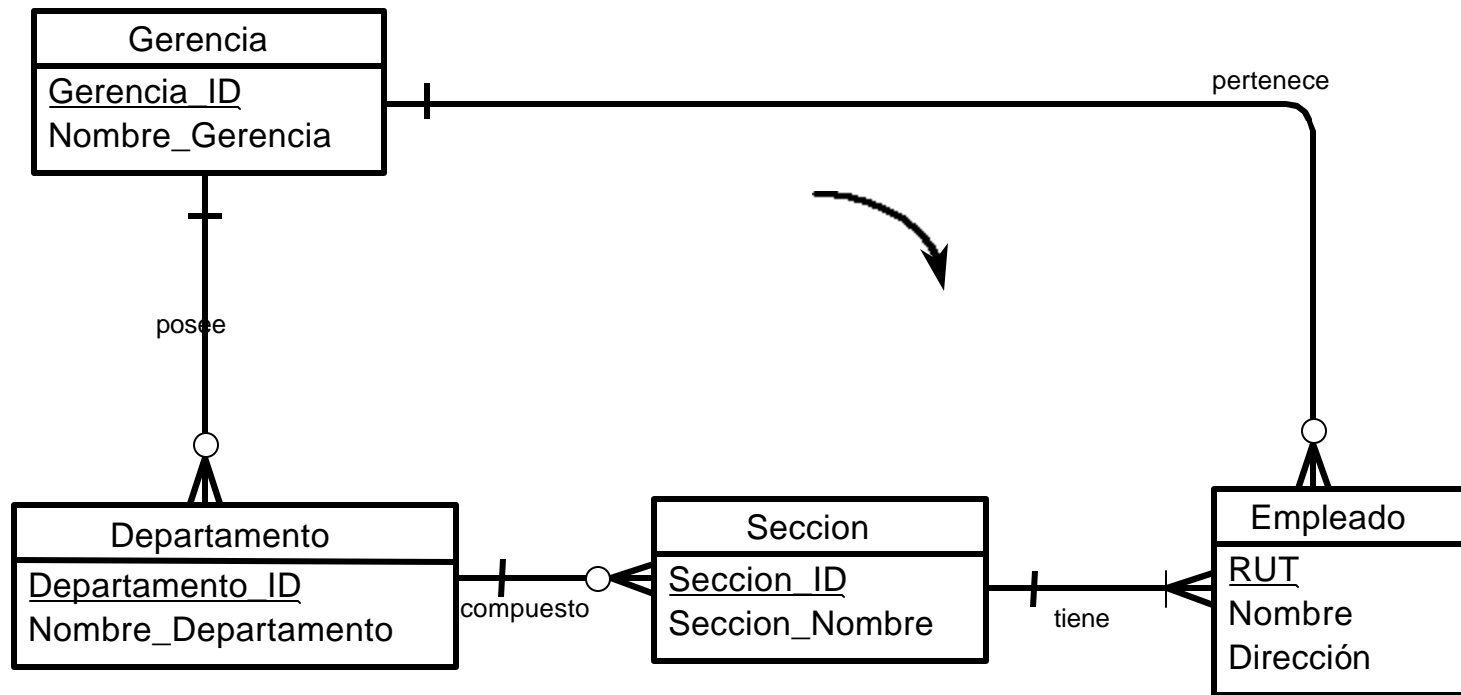 Gerencia
Gerencia_ID
Nombre_Gerencia
pertenece
posee
Departamento
Departamento_ID
Nombre_Departamento
compuesto
Seccion
Seccion_ID
Seccion_Nombre
tiene
Empleado
RUT
Nombre
Dirección